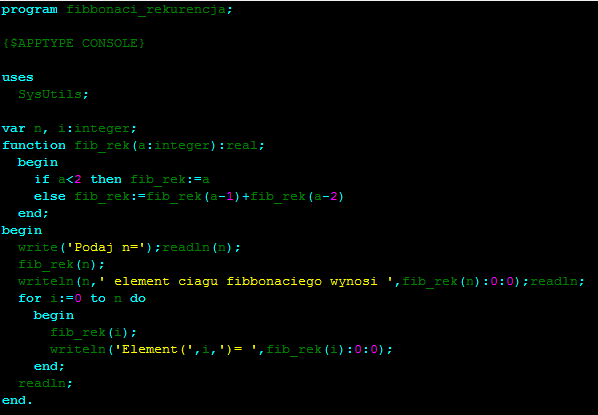 program fibbonaci_rekurencja;
{$APPTYPE CONSOLE}
uses
SysUtils;
var n, i:integer;
function fib_rek(a:integer):real;
begin
if a<2 then fib_rek:=a
else fib_rek:=fib_rek(a-1)+fib_rek(a-2)
end;
begin
write('Podaj n=');readln(n);
fib_rek(n);
writeln(n,' element ciagu fibbonaciego wynosi ',fib_rek(n):0:0);readln;
for i:=0 to n do
begin
fib_rek(i);
writeln('Element(',i,')= ',fib_rek(i):0:0);
end;
readln;
end.